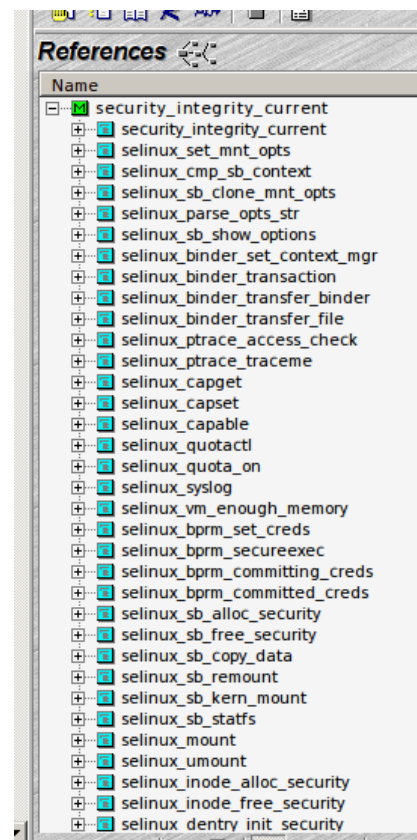 References
Name
security_integrity_current
security_integrity_current
selinux_set_mnt_opts
selinux_cmp_sb_context
selinux_sb_clone_mnt_opts
selinux_parse_opts_str
selinux_sb_show_options
selinux_binder_set_context_mgr
selinux_binder_transaction
selinux_binder_transfer_binder
selinux_binder_transfer_file
selinux_ptrace_access_check
selinux_ptrace_traceme
selinux_capget
selinux_capset
selinux_capable
selinux_quotactl
selinux_quota_on
selinux_syslog
selinux_vm_enough_memory
selinux_bprm_set_creds
selinux_bprm_secureexec
selinux_bprm_committing_creds
selinux_bprm_committed_creds
selinux_sb_alloc_security
selinux_sb_free_security
selinux_sb_copy_data
selinux_sb_remount
selinux_sb_kern_mount
selinux_sb_statfs
selinux_mount
selinux_umount
selinux_inode_alloc_security
selinux_inode_free_security
selinux_dentry_init_security